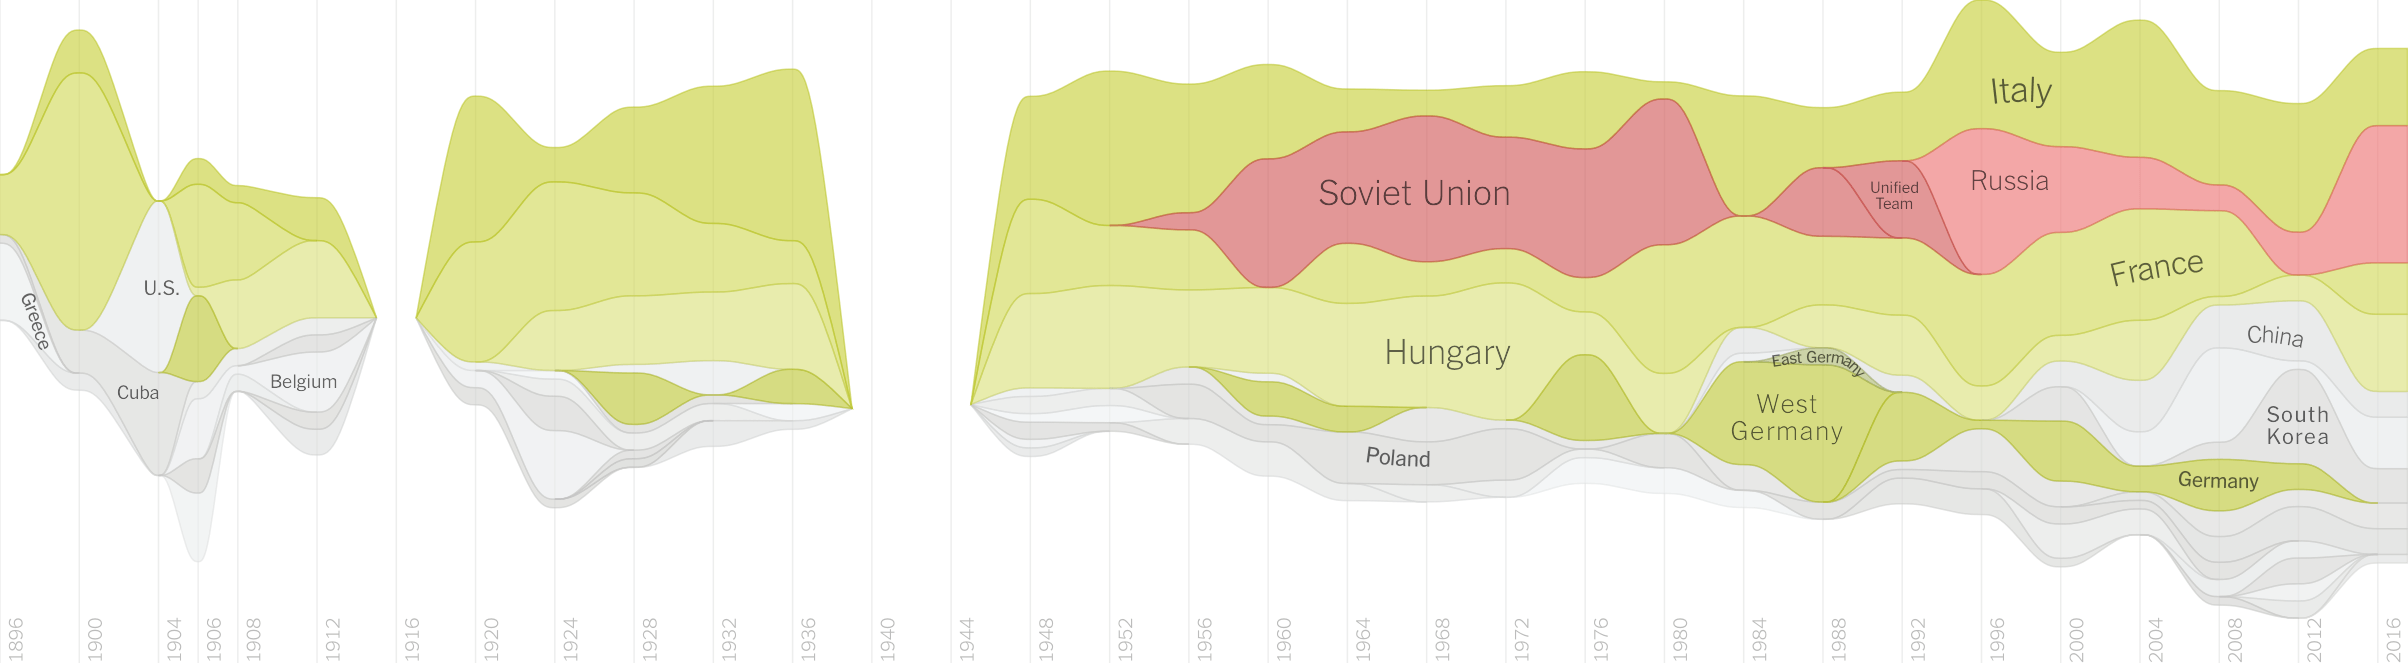 Italy
Soviet Union
Unified
Team
Russia
France
U.S.
Greece
Cuba
Belgium
Hungary
China
East Germany
West
Germany
South
Korea
Poland
Germany
1896
1900
1904
1906
1908
1912
1916
1920
1924
1928
1932
1936
1940
1944
1948
1952
1956
1960
1964
1968
1972
1976
1980
1984
1988
1992
1996
2000
2004
2008
2012
2016